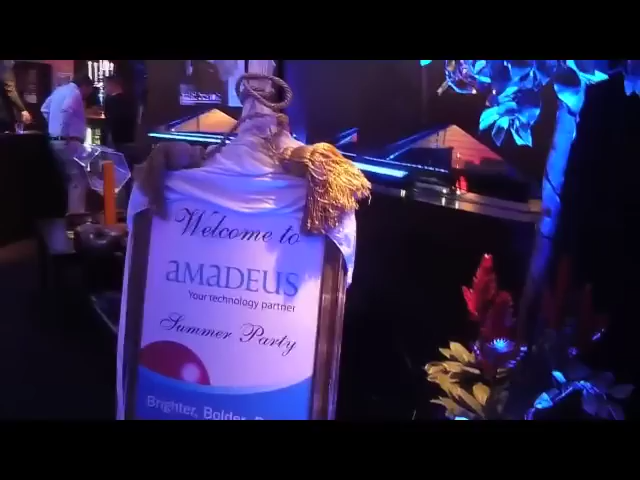 Welcome to
amadeus
Your technology partner
Summer Party
Brighter, Bolder,